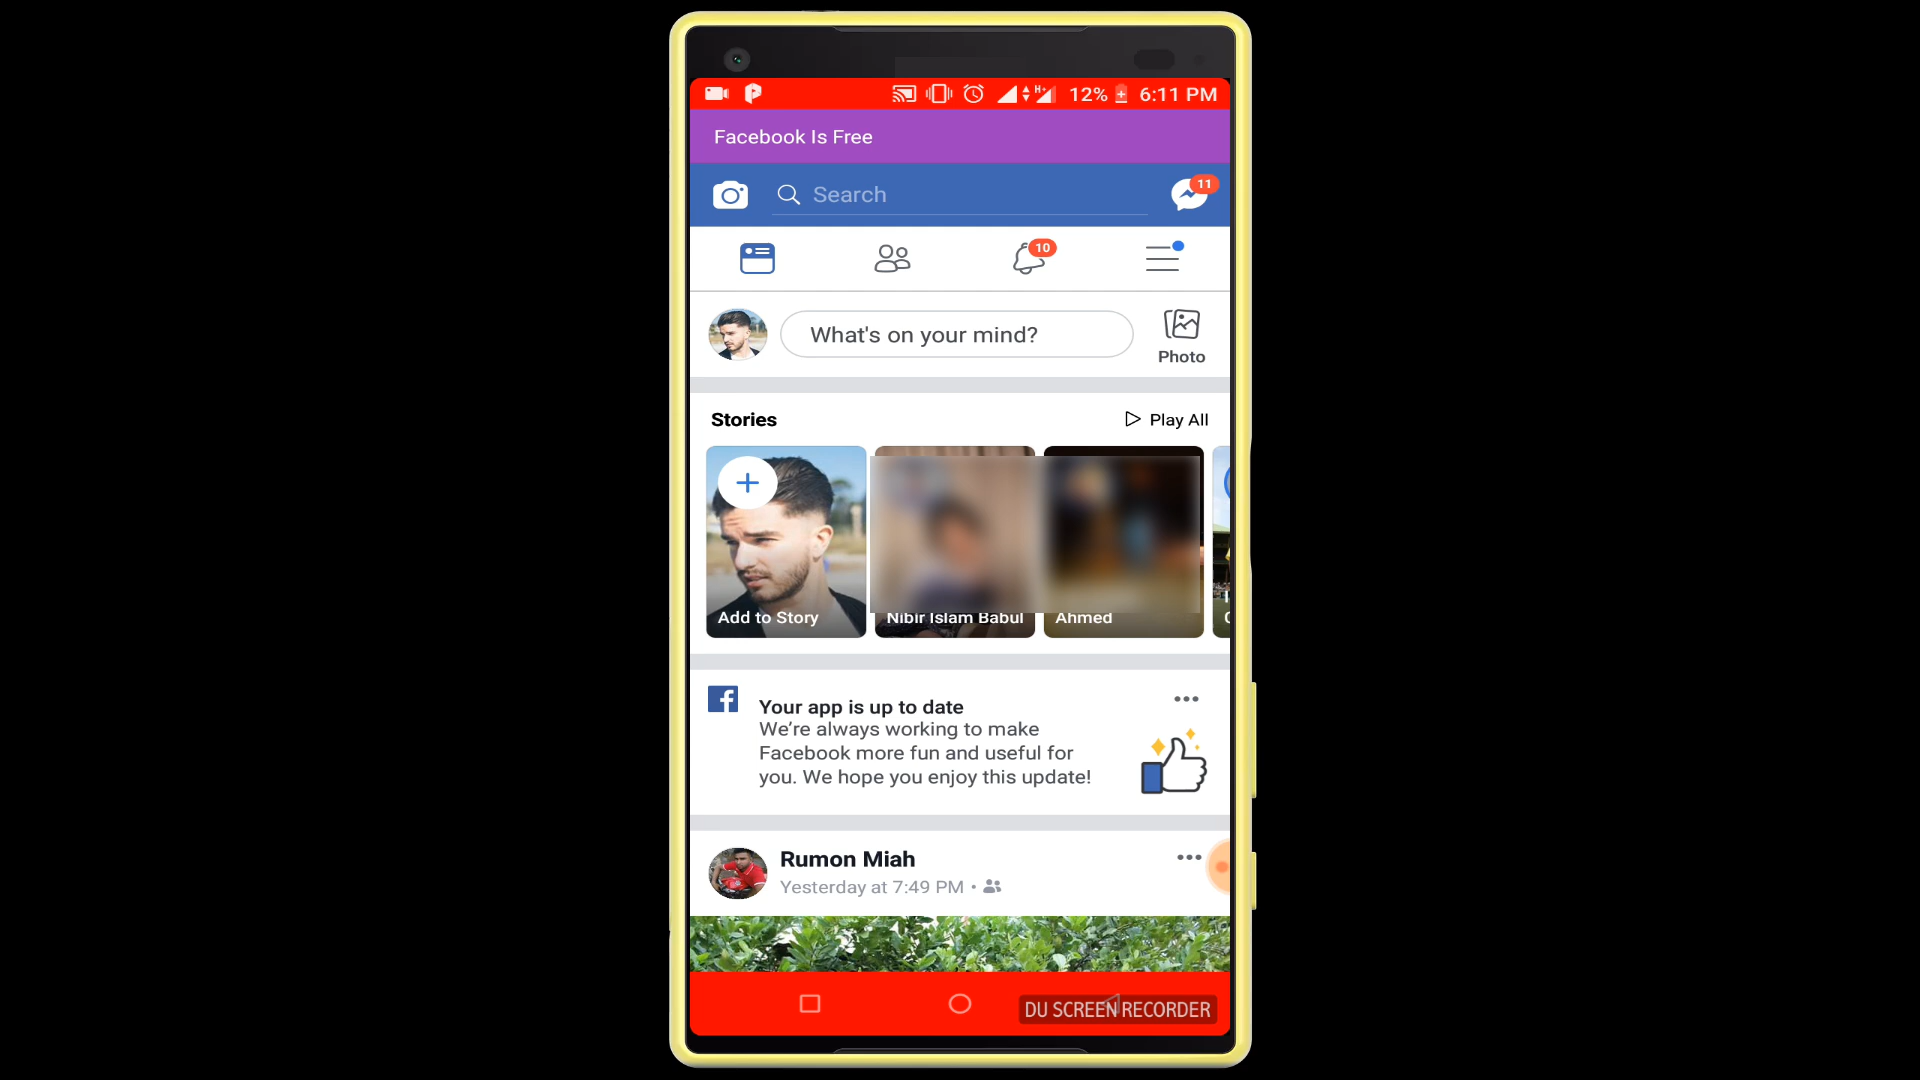 12% 6:11 PM
Facebook Is Free
Search
11
10
What's on your mind?
Photo
Stories
Play All
Add to Story
Nibir Islam Babul
Ahmed
Your app is up to date
We're always working to make
Facebook more fun and useful for
you. We hope you enjoy this update!
Rumon Miah
Yesterday at 7:49 PM •
DU SCREEN RECORDER